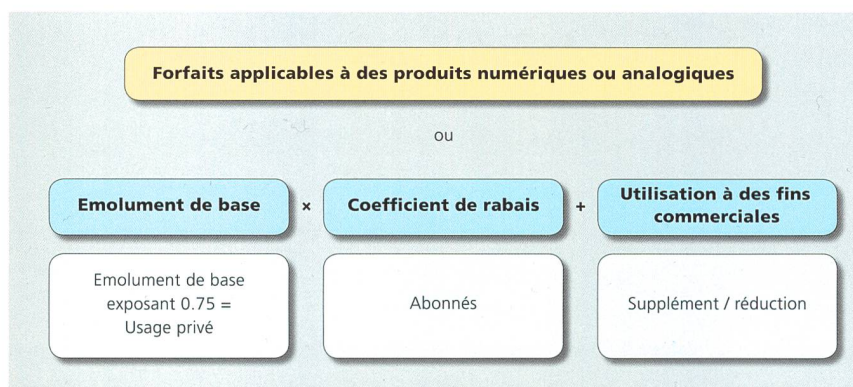 Forfaits applicables à des produits numériques ou analogiques
ou
Emolument de base × Coefficient de rabais + Utilisation à des fins
commerciales
Emolument de base
exposant 0.75 =
Usage privé
Abonnés
Supplément / réduction